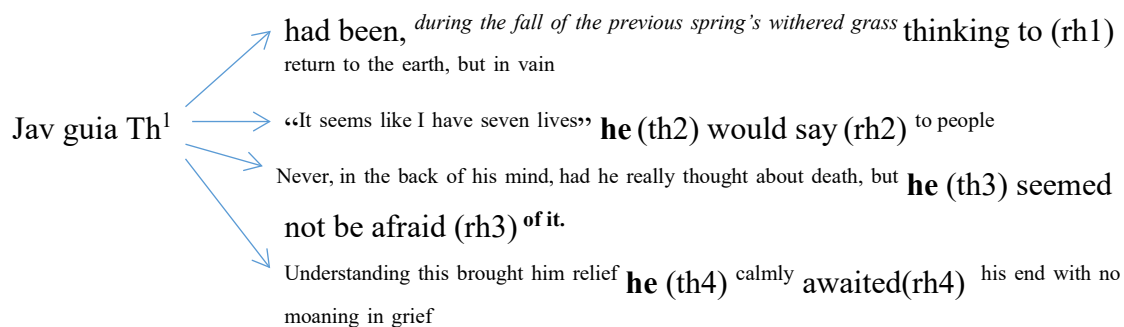 had been, during the fall of the previous spring's withered grass thinking to (rh1)
return to the earth, but in vain
Jav guia Th1
“It seems like I have seven lives” he (th2) would say (rh2) to people
Never, in the back of his mind, had he really thought about death, but he (th3) seemed
not be afraid (rh3) of it.
Understanding this brought him relief he (th4) calmly awaited(rh4) his end with no
moaning in grief